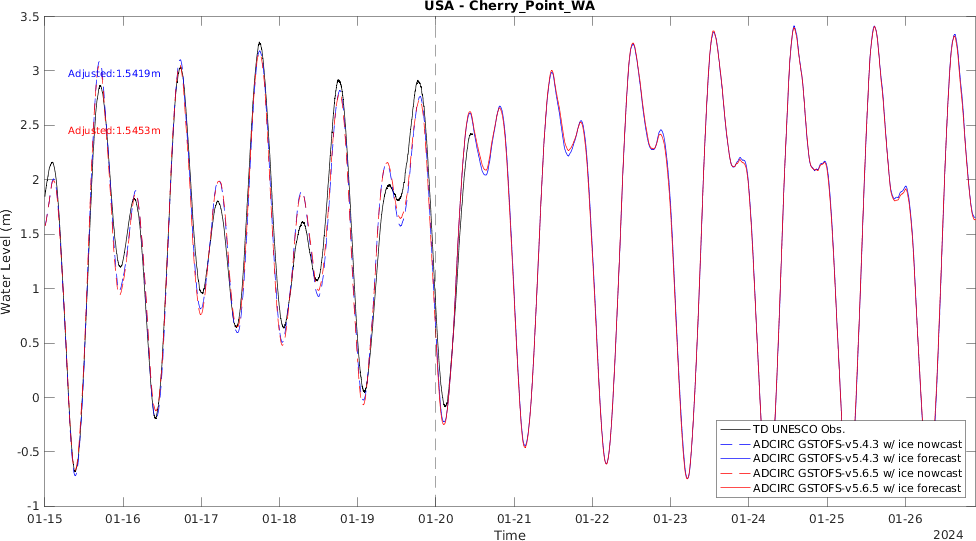 USA - Cherry_Point_WA
3.5
3
2.5
2
1.5
1
0.5
0
-0.5
-1
Water Level (m)
Adjusted:1.5419m
Adjusted:1.5453m
TD UNESCO Obs.
ADCIRC GSTOFS-v5.4.3 w/ ice nowcast
ADCIRC GSTOFS-v5.4.3 w/ ice forecast
ADCIRC GSTOFS-v5.6.5 w/ ice nowcast
ADCIRC GSTOFS-v5.6.5 w/ ice forecast
01-15 01-16 01-17 01-18 01-19 01-20 01-21 01-22 01-23 01-24 01-25 01-26
Time
2024